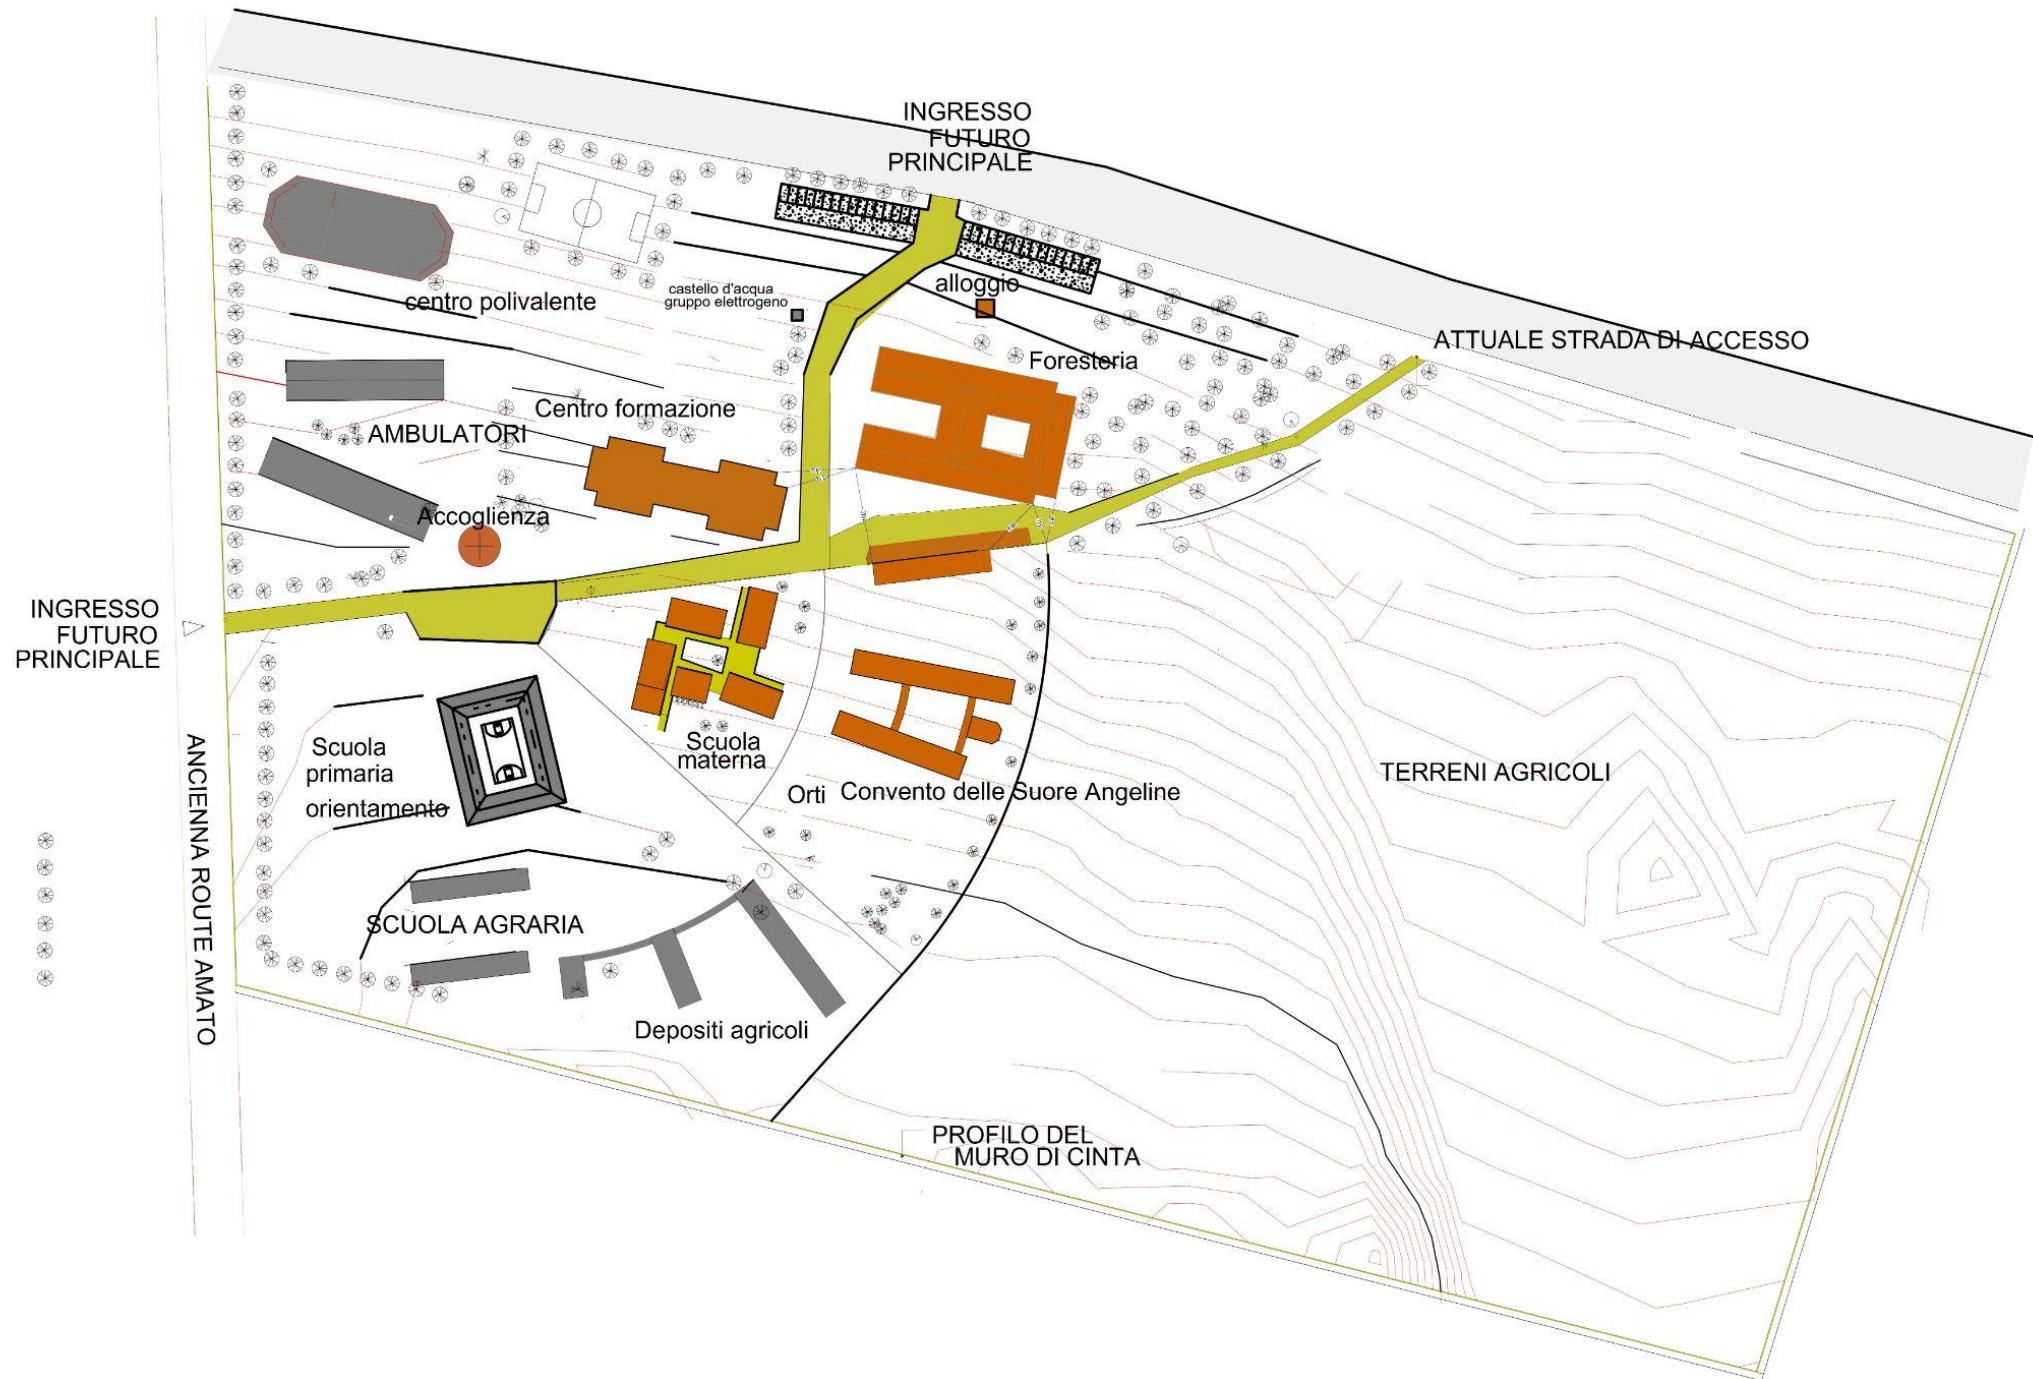 INGRESSO
FUTURO
PRINCIPALE
castello d'acqua
gruppo elettrogeno
alloggio
centro polivalente
ATTUALE STRADA DI ACCESSO
Foresteria
Centro formazione
AMBULATORI
Accoglienza
INGRESSO
FUTURO
PRINCIPALE
ANCIENNA ROUTE AMATO
Scuola
primaria
orientamento
Scuola
materna
Orti
Convento delle Suore Angeline
TERRENI AGRICOLI
SCUOLA AGRARIA
Depositi agricoli
PROFILO DEL
MURO DI CINTA